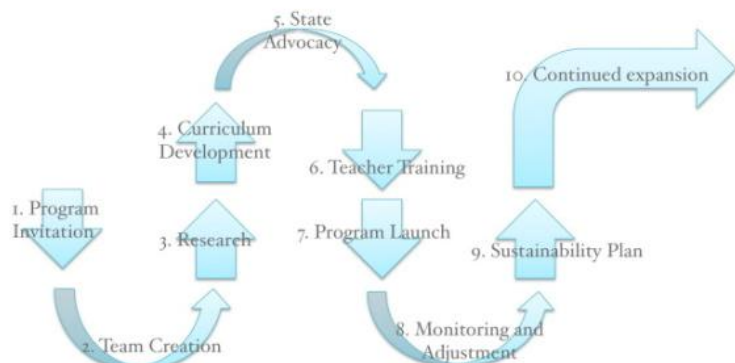 1. Program
Invitation
2. Team Creation
3. Research
4. Curriculum
Development
5. State
Advocacy
6. Teacher Training
7. Program Launch
8. Monitoring and
Adjustment
9. Sustainability Plan
10. Continued expansion